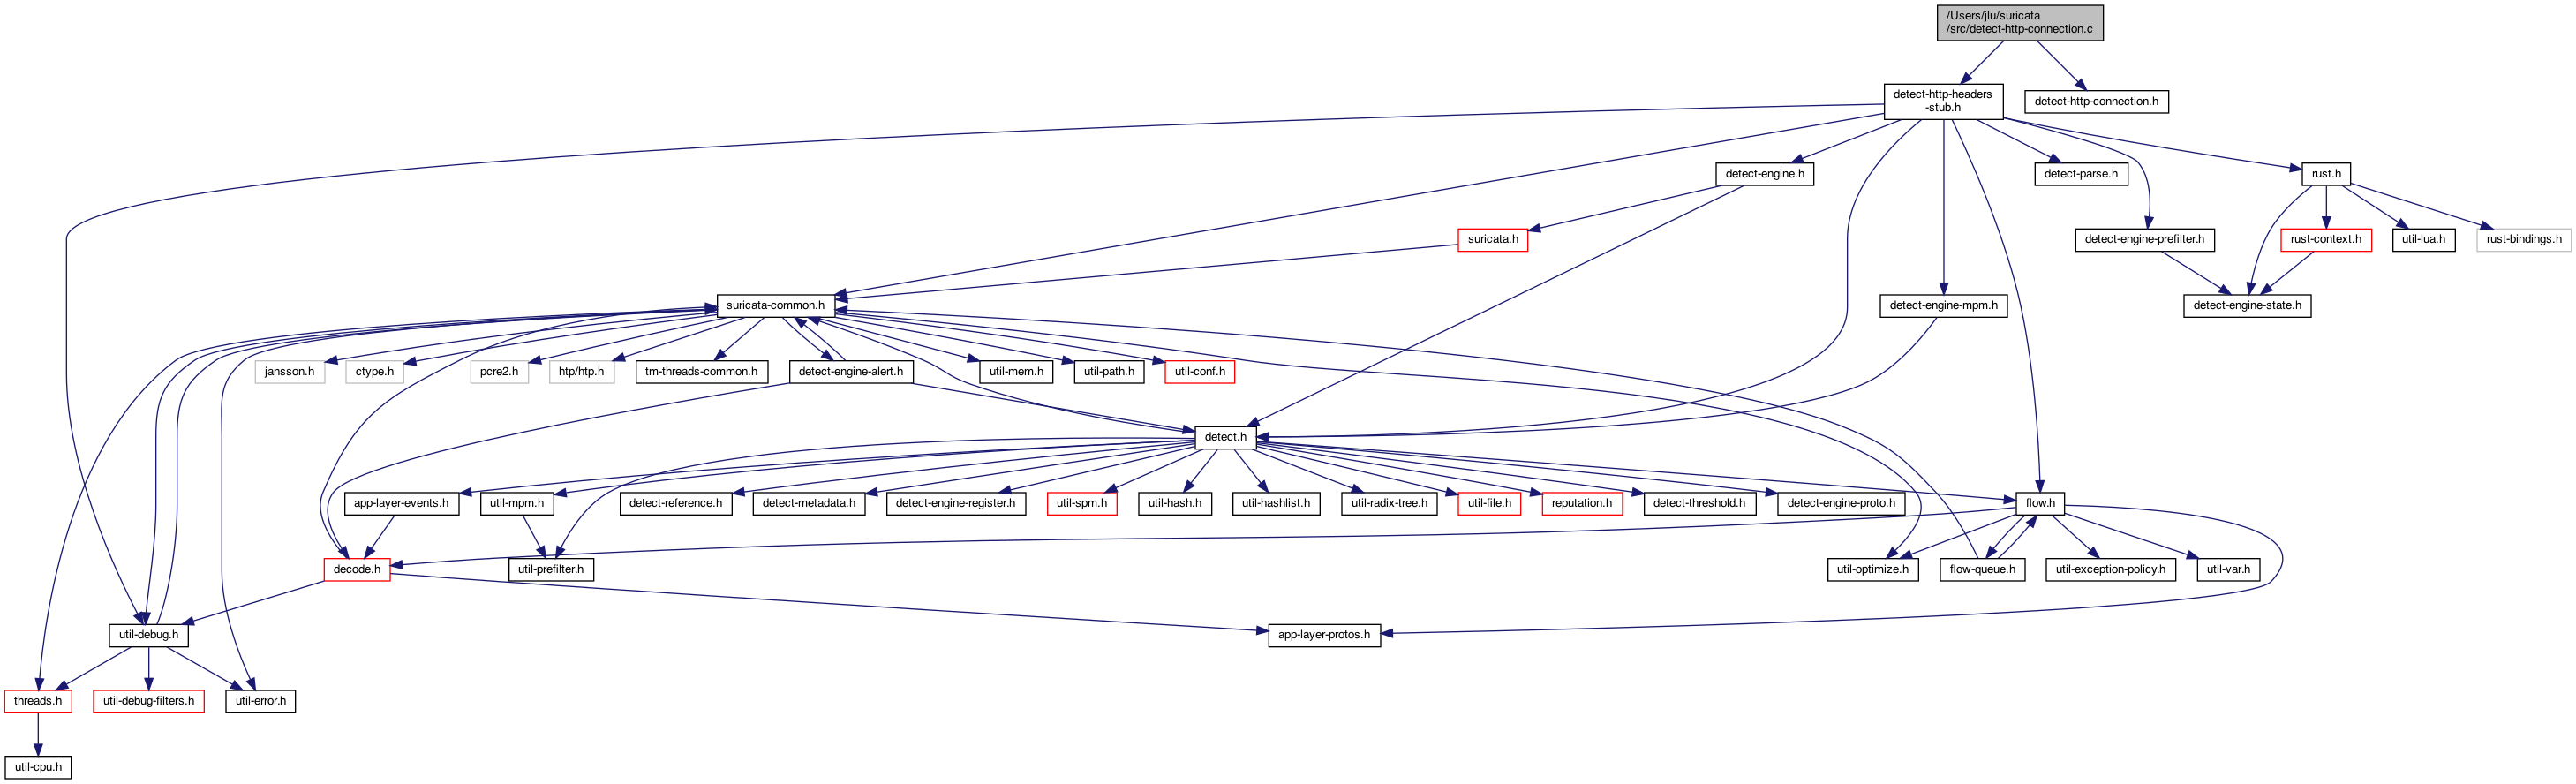 /Users/jlu/suricata
/src/detect-http-connection.c
detect-http-headers
-stub.h
detect-http-connection.h
detect-engine.h
detect-parse.h
rust.h
suricata.h
detect-engine-prefilter.h
rust-context.h
util-lua.h
rust-bindings.h
suricata-common.h
detect-engine-mpm.h
detect-engine-state.h
jansson.h
ctype.h
pcre2.h
htp/htp.h
tm-threads-common.h
detect-engine-alert.h
util-mem.h
util-path.h
util-conf.h
detect.h
app-layer-events.h
util-mpm.h
detect-reference.h
detect-metadata.h
detect-engine-register.h
util-spm.h
util-hash.h
util-hashlist.h
util-radix-tree.h
util-file.h
reputation.h
detect-threshold.h
detect-engine-proto.h
flow.h
decode.h
util-prefilter.h
util-optimize.h
flow-queue.h
util-exception-policy.h
util-var.h
util-debug.h
app-layer-protos.h
threads.h
util-debug-filters.h
util-error.h
util-cpu.h